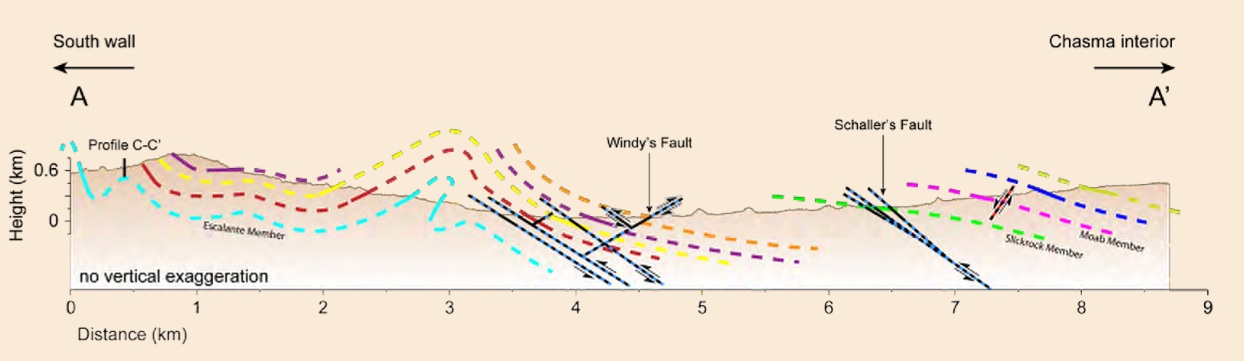 South wall
Chasma interior
A
A'
Profile C-C'
Windy's Fault
Schaller's Fault
Height (km)
0.6
0
Escalante Member
Slickrock Member
Moab Member
no vertical exaggeration
0 1 2 3 4 5 6 7 8 9
Distance (km)